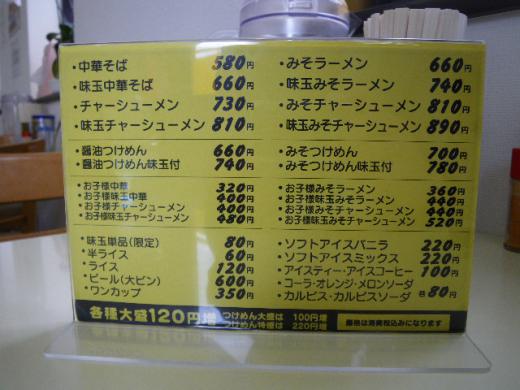 ・中華そば 580円
・味玉中華そば 660円
・チャーシューメン 730円
・味玉チャーシューメン 810円
・みそラーメン 660円
・味玉みそラーメン 740円
・みそチャーシューメン 810円
・味玉みそチャーシューメン 890円
・醤油つけめん 660円
・醤油つけめん味玉付 740円
・みそつけめん 700円
・みそつけめん味玉付 780円
・お子様中華 320円
・お子様味玉中華 400円
・お子様チャーシューメン 400円
・お子様味玉チャーシューメン 480円
・お子様みそラーメン 360円
・お子様味玉みそラーメン 440円
・お子様みそチャーシューメン 440円
・お子様味玉みそチャーシューメン 520円
・味玉単品(限定) 80円
・半ライス 60円
・ライス 120円
・ビール(大ビン) 600円
・ワンカップ 350円
・ソフトアイスバニラ 220円
・ソフトアイスミックス 220円
・アイスティー・アイスコーヒー 100円
・コーラ・オレンジ・メロンソーダ
・カルピス・カルピスソーダ 各80円
各種大盛120円増 つけめん大盛は 100円増
つけめん特盛は 220円増
価格は消費税込みになります